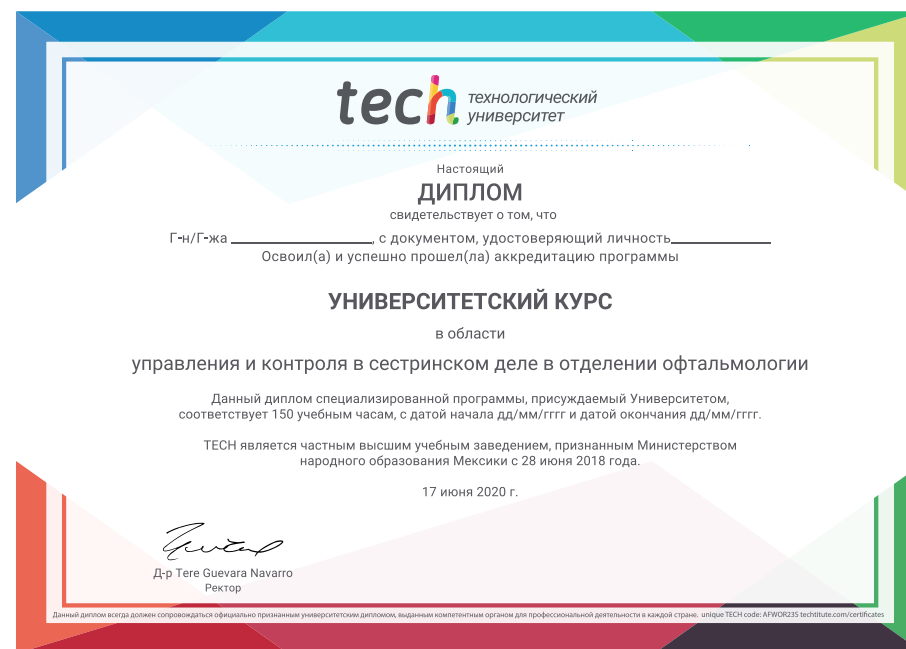 tech технологический
университет
Настоящий
ДИПЛОМ
свидетельствует о том, что
Г-н/Г-жа ____________________, с документом, удостоверяющий личность______________
Освоил(а) и успешно прошел(ла) аккредитацию программы
УНИВЕРСИТЕТСКИЙ КУРС
в области
управления и контроля в сестринском деле в отделении офтальмологии
Данный диплом специализированной программы, присуждаемый Университетом,
соответствует 150 учебным часам, с датой начала дд/мм/гггг и датой окончания дд/мм/гггг.
TECH является частным высшим учебным заведением, признанным Министерством
народного образования Мексики с 28 июня 2018 года.
17 июня 2020 г.
Д-р Tere Guevara Navarro
Ректор
Данный диплом всегда должен сопровождаться официально признанным университетским дипломом, выданным компетентным органом для профессиональной деятельности в каждой стране. unique TECH code: AFWOR23S techtitute.com/certificates